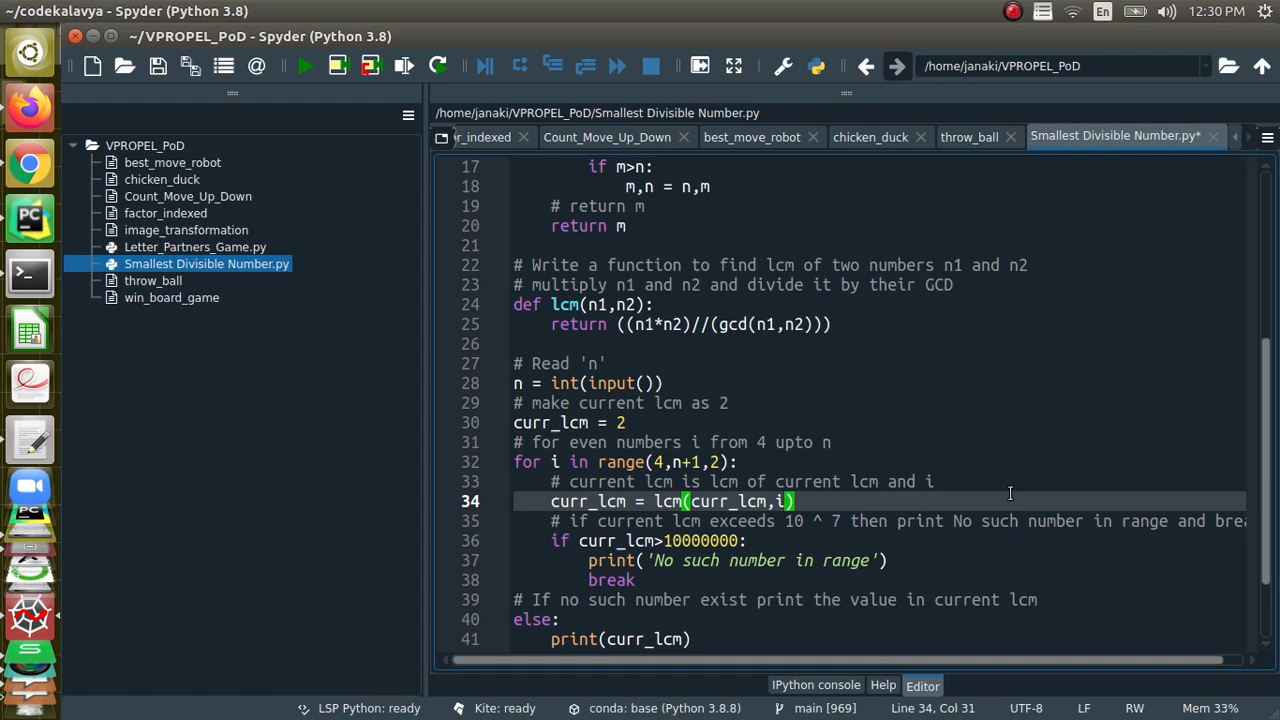 ~/codekalavya - Spyder (Python 3.8)
En
12:30 PM
~/VPROPEL_PoD - Spyder (Python 3.8)
/home/janaki/VPROPEL_PoD
/home/janaki/VPROPEL_PoD/Smallest Divisible Number.py
r_indexed
Count_Move_Up_Down
best_move_robot
chicken_duck
throw_ball
Smallest Divisible Number.py*
VPROPEL_PoD
best_move_robot
chicken_duck
Count_Move_Up_Down
factor_indexed
image_transformation
Letter_Partners_Game.py
Smallest Divisible Number.py
throw_ball
win_board_game
17 if m>n:
18 m,n = n,m
19 # return m
20 return m
21
22 # Write a function to find lcm of two numbers n1 and n2
23 # multiply n1 and n2 and divide it by their GCD
24 def lcm(n1,n2):
25 return ((n1*n2)//(gcd(n1,n2)))
26
27 # Read 'n'
28 n = int(input())
29 # make current lcm as 2
30 curr_lcm = 2
31 # for even numbers i from 4 upto n
32 for i in range(4,n+1,2):
33 # current lcm is lcm of current lcm and i
34 curr_lcm = lcm(curr_lcm,i)
35 # if current lcm exceeds 10 ^ 7 then print No such number in range and brea
36 if curr_lcm>10000000:
37 print('No such number in range')
38 break
39 # If no such number exist print the value in current lcm
40 else:
41 print(curr_lcm)
IPython console
Help
Editor
LSP Python: ready
Kite: ready
conda: base (Python 3.8.8)
main [969]
Line 34, Col 31
UTF-8
LF
RW
Mem 33%